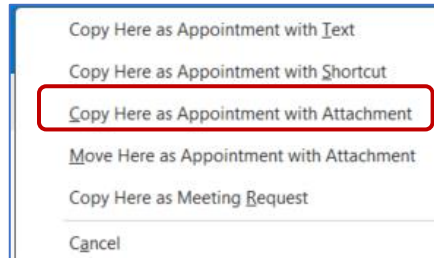 Copy Here as Appointment with Text
Copy Here as Appointment with Shortcut
Copy Here as Appointment with Attachment
Move Here as Appointment with Attachment
Copy Here as Meeting Request
Cancel